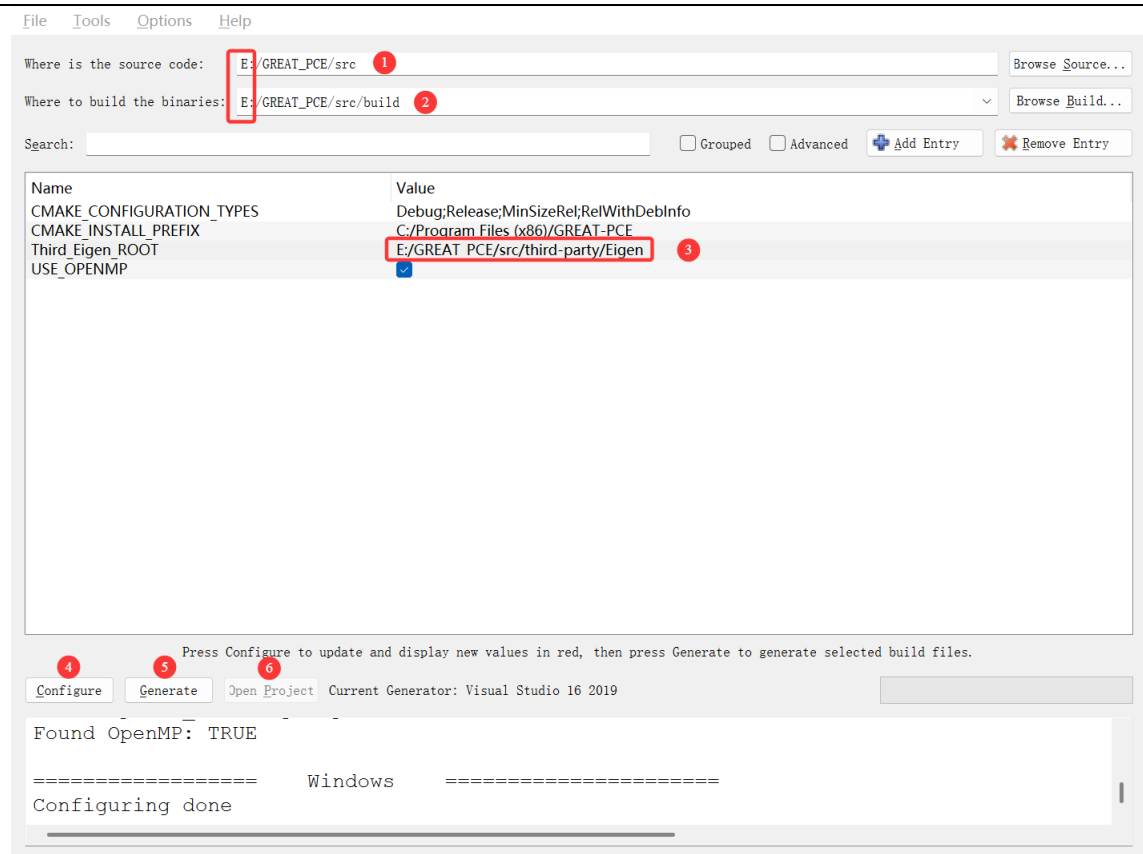 File Tools Options Help
Where is the source code: E:/GREAT_PCE/src 1 Browse Source...
Where to build the binaries: E:/GREAT_PCE/src/build 2 Browse Build...
Search: Grouped Advanced Add Entry Remove Entry
Name Value
CMAKE_CONFIGURATION_TYPES Debug;Release;MinSizeRel;RelWithDebInfo
CMAKE_INSTALL_PREFIX C:/Program Files (x86)/GREAT-PCE
Third_Eigen_ROOT E:/GREAT_PCE/src/third-party/Eigen 3
USE_OPENMP
Press Configure to update and display new values in red, then press Generate to generate selected build files.
4 5 6
Configure Generate Open Project Current Generator: Visual Studio 16 2019
Found OpenMP: TRUE
================== Windows ======================
Configuring done